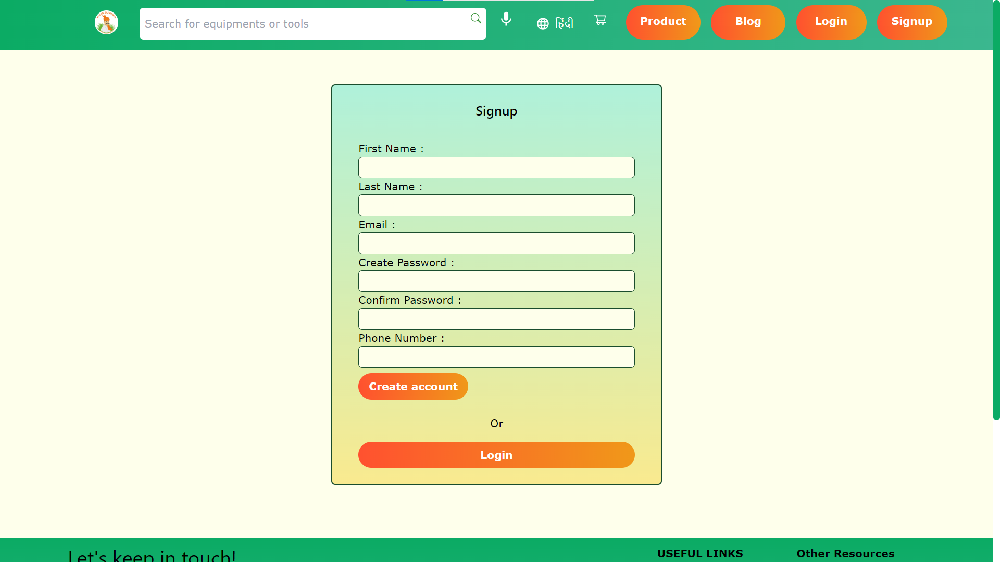 Search for equipments or tools
हिंदी
Product
Blog
Login
Signup
Signup
First Name :
Last Name :
Email :
Create Password :
Confirm Password :
Phone Number :
Create account
Or
Login
Let's keep in touch!
USEFUL LINKS
Other Resources